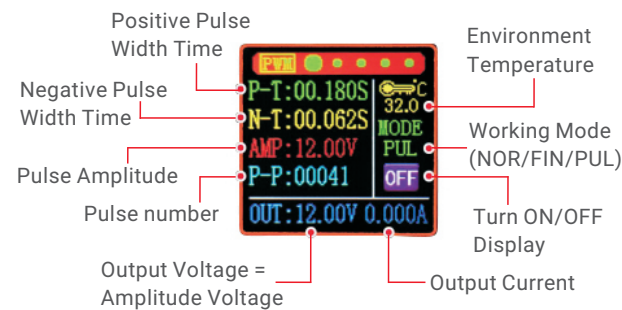 Positive Pulse
Width Time
Environment
Temperature
Negative Pulse
Width Time
Working Mode
(NOR/FIN/PUL)
Pulse Amplitude
Pulse number
Turn ON/OFF
Display
Output Voltage =
Amplitude Voltage
Output Current
PWM
P-T:00.180S
°C
32.0
N-T:00.062S
MODE
AMP:12.00V
PUL
P-P:00041
OFF
OUT:12.00V 0.000A